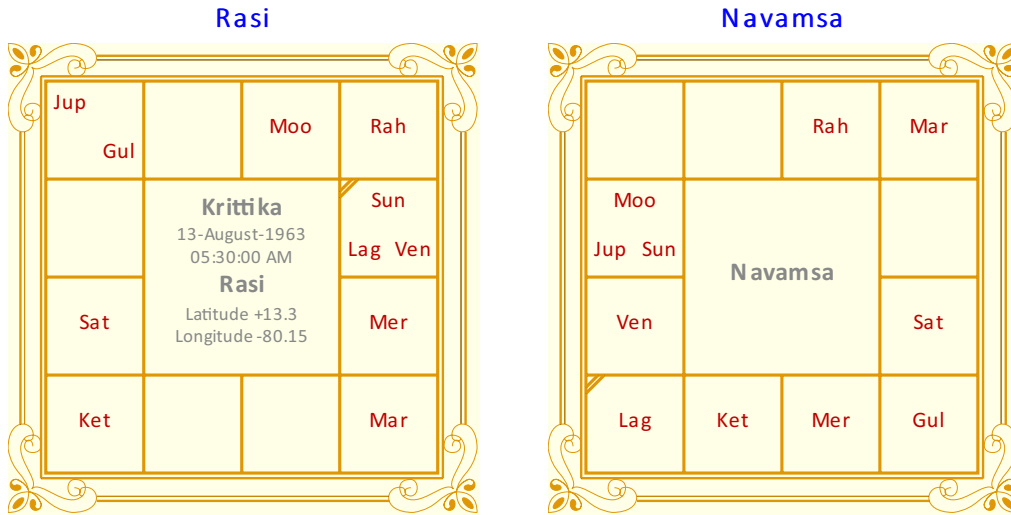 Rasi
Jup
Gul
Moo
Rah
Krittika
13-August-1963
05:30:00 AM
Rasi
Latitude +13.3
Longitude -80.15
Sun
Lag Ven
Sat
Mer
Ket
Mar
Navamsa
Rah
Mar
Moo
Jup Sun
Navamsa
Ven
Sat
Lag
Ket
Mer
Gul